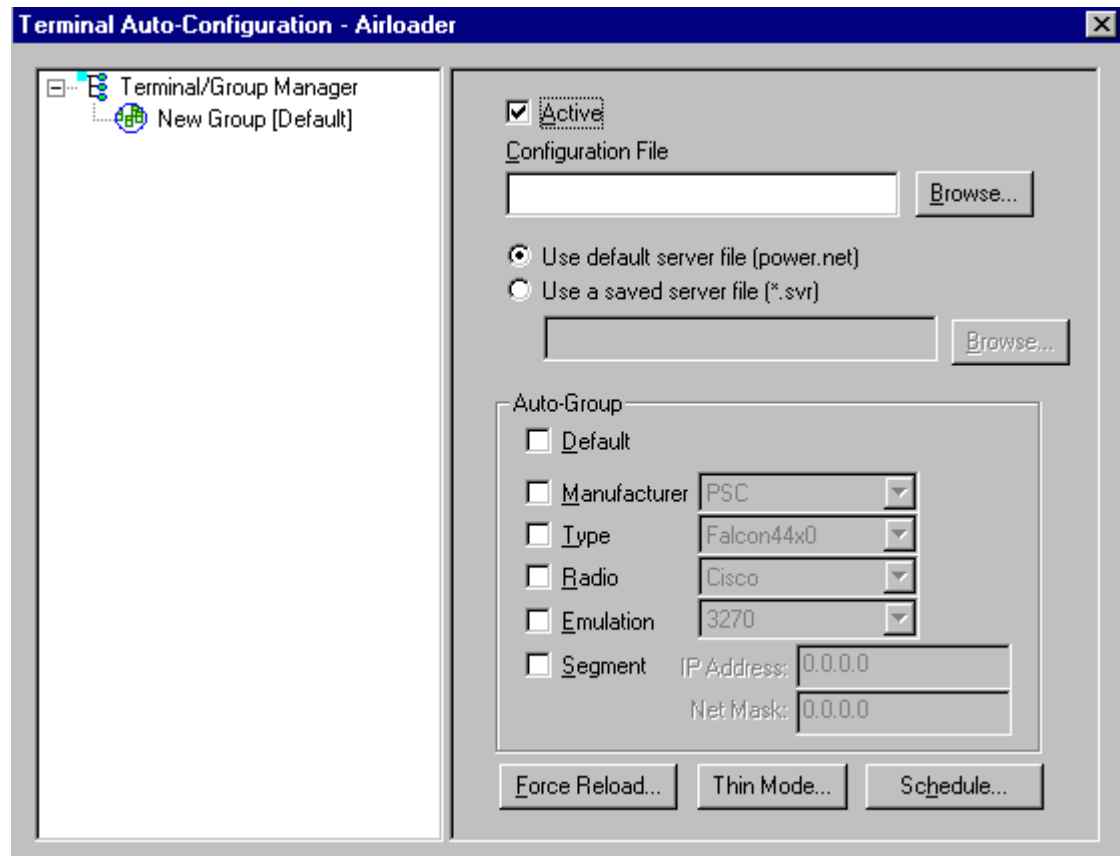 Terminal Auto-Configuration - Airloader
Terminal/Group Manager
New Group [Default]
Active
Configuration File
Browse...
Use default server file (power.net)
Use a saved server file (*.svr)
Browse...
Auto-Group
Default
Manufacturer PSC
Type Falcon44x0
Radio Cisco
Emulation 3270
Segment IP Address: 0.0.0.0
Net Mask: 0.0.0.0
Force Reload... Thin Mode... Schedule...